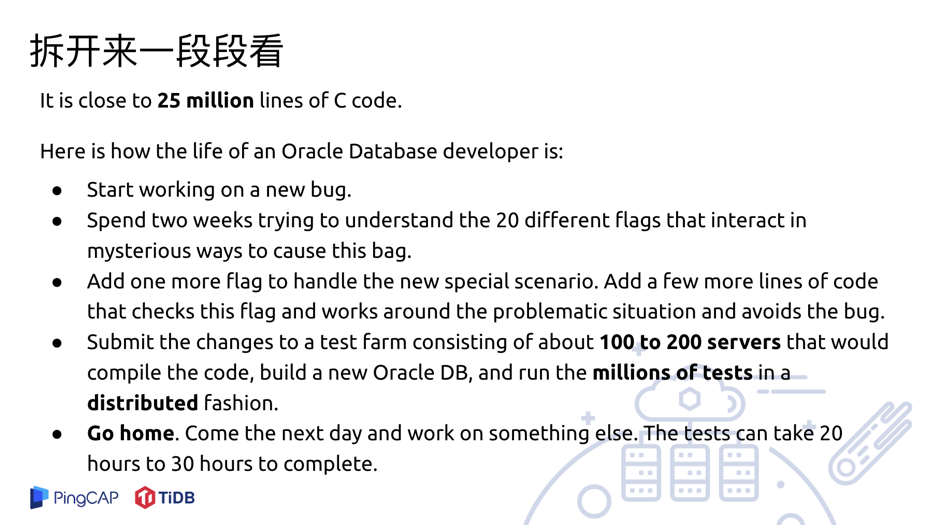 拆开来一段段看
It is close to 25 million lines of C code.
Here is how the life of an Oracle Database developer is:
● Start working on a new bug.
● Spend two weeks trying to understand the 20 different flags that interact in
mysterious ways to cause this bag.
● Add one more flag to handle the new special scenario. Add a few more lines of code
that checks this flag and works around the problematic situation and avoids the bug.
● Submit the changes to a test farm consisting of about 100 to 200 servers that would
compile the code, build a new Oracle DB, and run the millions of tests in a
distributed fashion.
● Go home. Come the next day and work on something else. The tests can take 20
hours to 30 hours to complete.
PingCAP TiDB